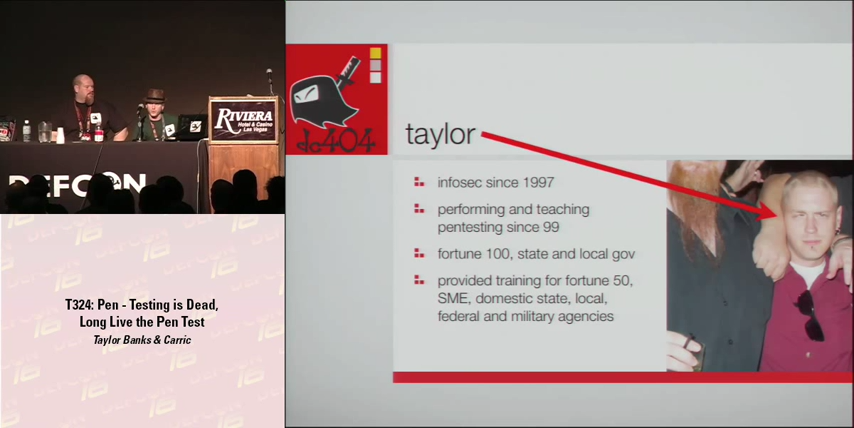 RIVIERA
Hotel & Casino
Las Vegas
DEFCON
T324: Pen - Testing is Dead,
Long Live the Pen Test
Taylor Banks & Carric
dc404
taylor
infosec since 1997
performing and teaching
pentesting since 99
fortune 100, state and local gov
provided training for fortune 50,
SME, domestic state, local,
federal and military agencies